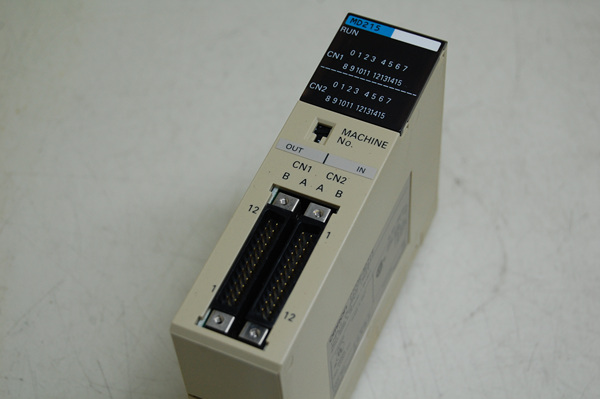 MD215
RUN
0 1 2 3 4 5 6 7
CN1
8 9 10 11 12 13 14 15
0 1 2 3 4 5 6 7
CN2
8 9 10 11 12 13 14 15
MACHINE
No.
OUT IN
CN1 CN2
B A A B
12 1
1 12